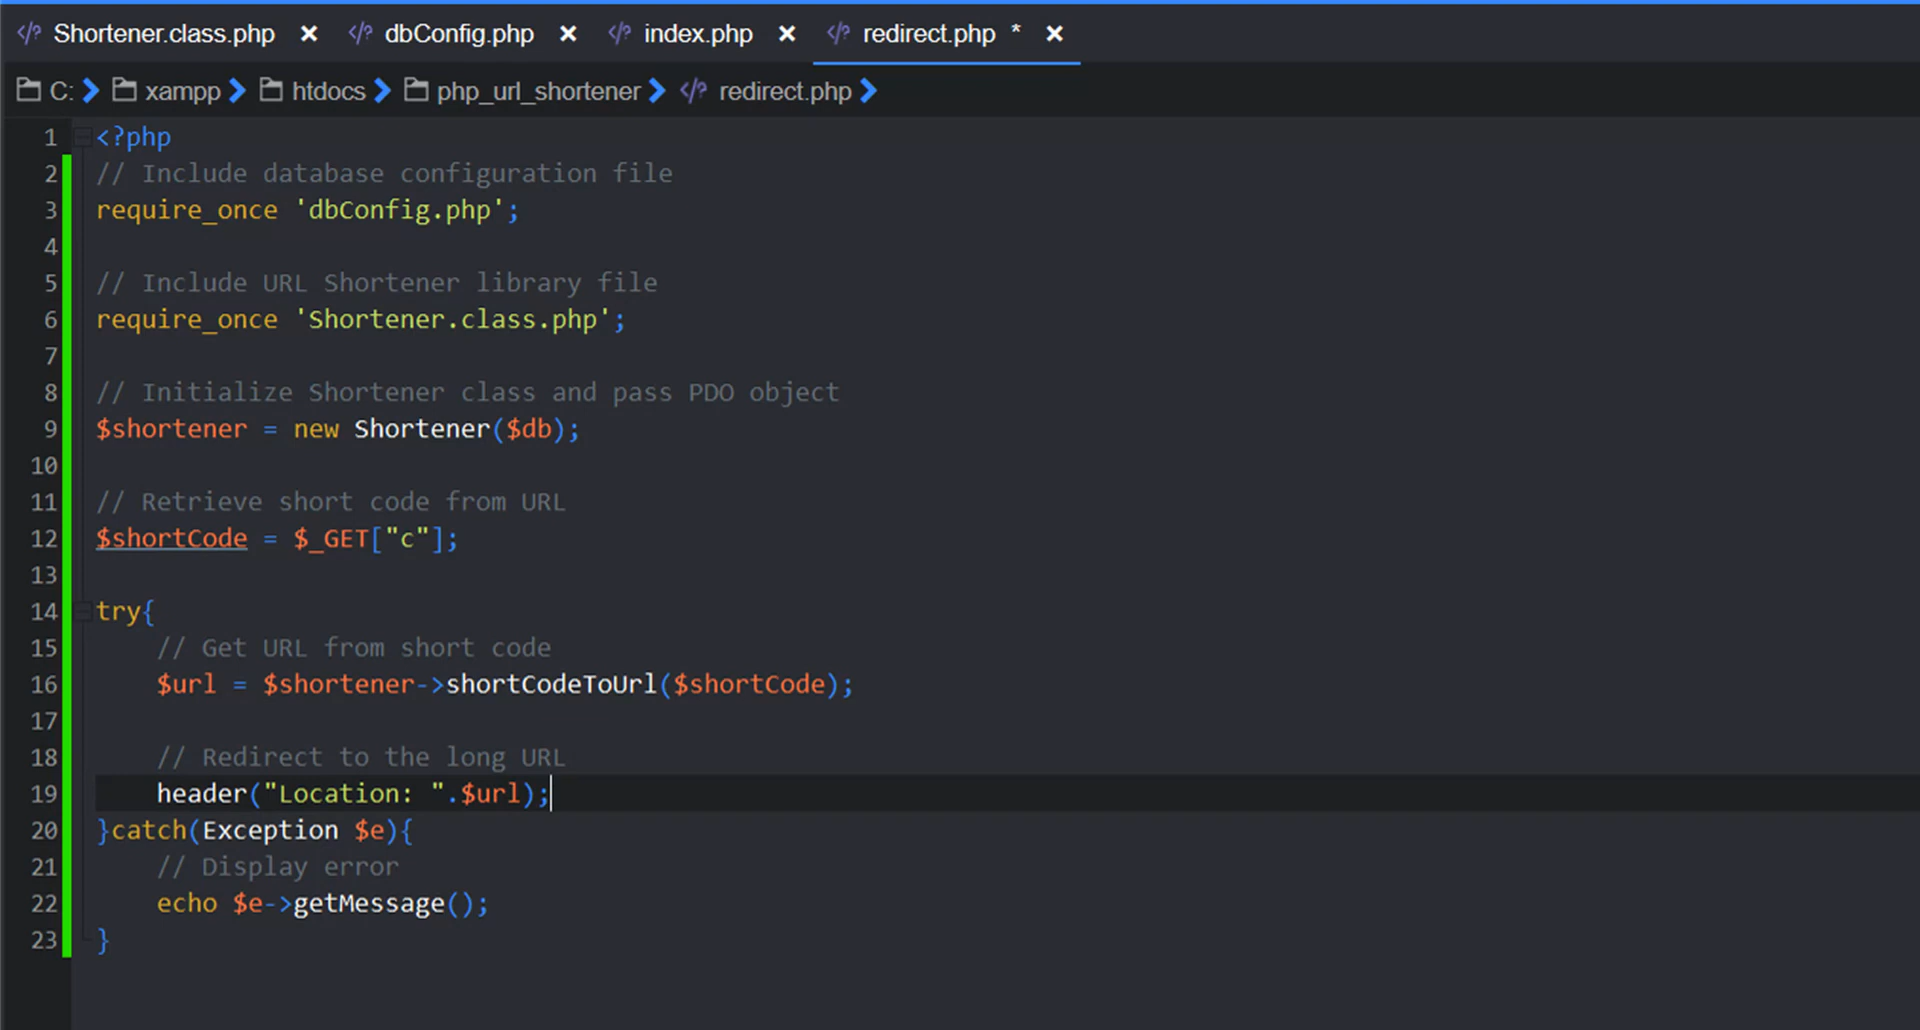 Shortener.class.php × dbConfig.php × index.php × redirect.php * ×
C: xampp htdocs php_url_shortener redirect.php
1 <?php
2 // Include database configuration file
3 require_once 'dbConfig.php';
4
5 // Include URL Shortener library file
6 require_once 'Shortener.class.php';
7
8 // Initialize Shortener class and pass PDO object
9 $shortener = new Shortener($db);
10
11 // Retrieve short code from URL
12 $shortCode = $_GET["c"];
13
14 try{
15     // Get URL from short code
16     $url = $shortener->shortCodeToUrl($shortCode);
17
18     // Redirect to the long URL
19     header("Location: ".$url);
20 }catch(Exception $e){
21     // Display error
22     echo $e->getMessage();
23 }